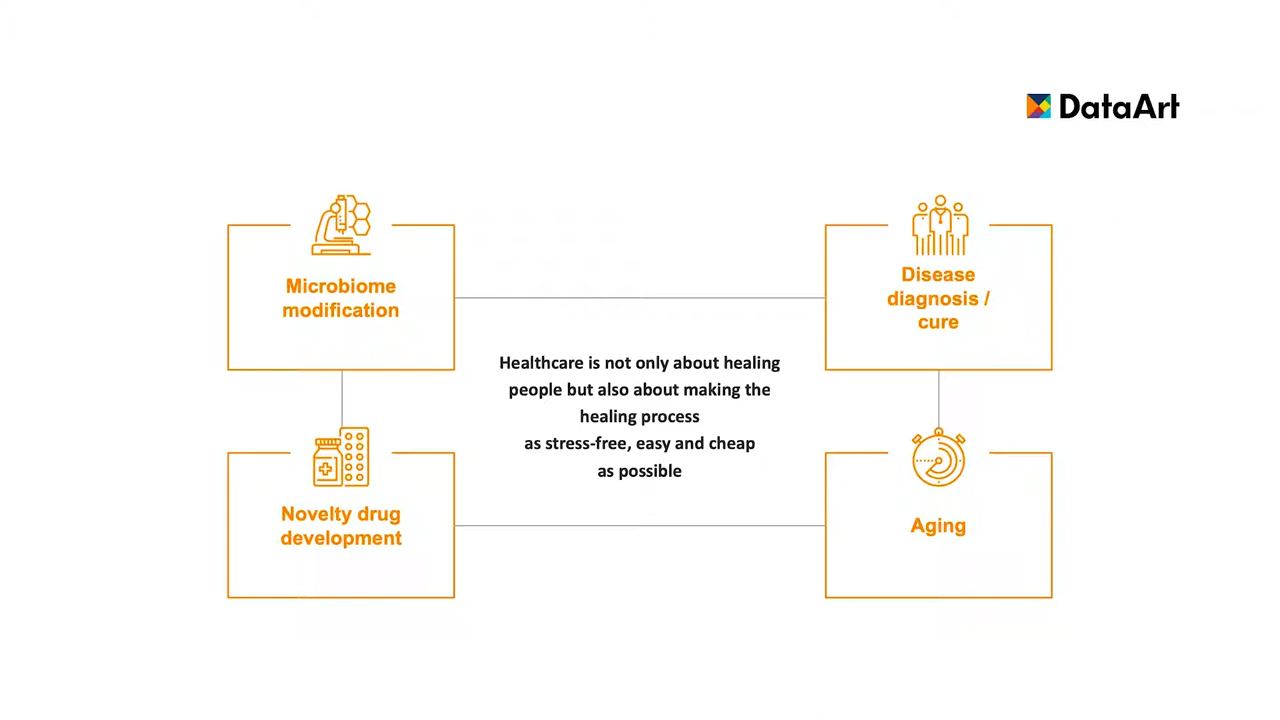 DataArt
Microbiome
modification
Disease
diagnosis /
cure
Healthcare is not only about healing
people but also about making the
healing process
as stress-free, easy and cheap
as possible
Novelty drug
development
Aging